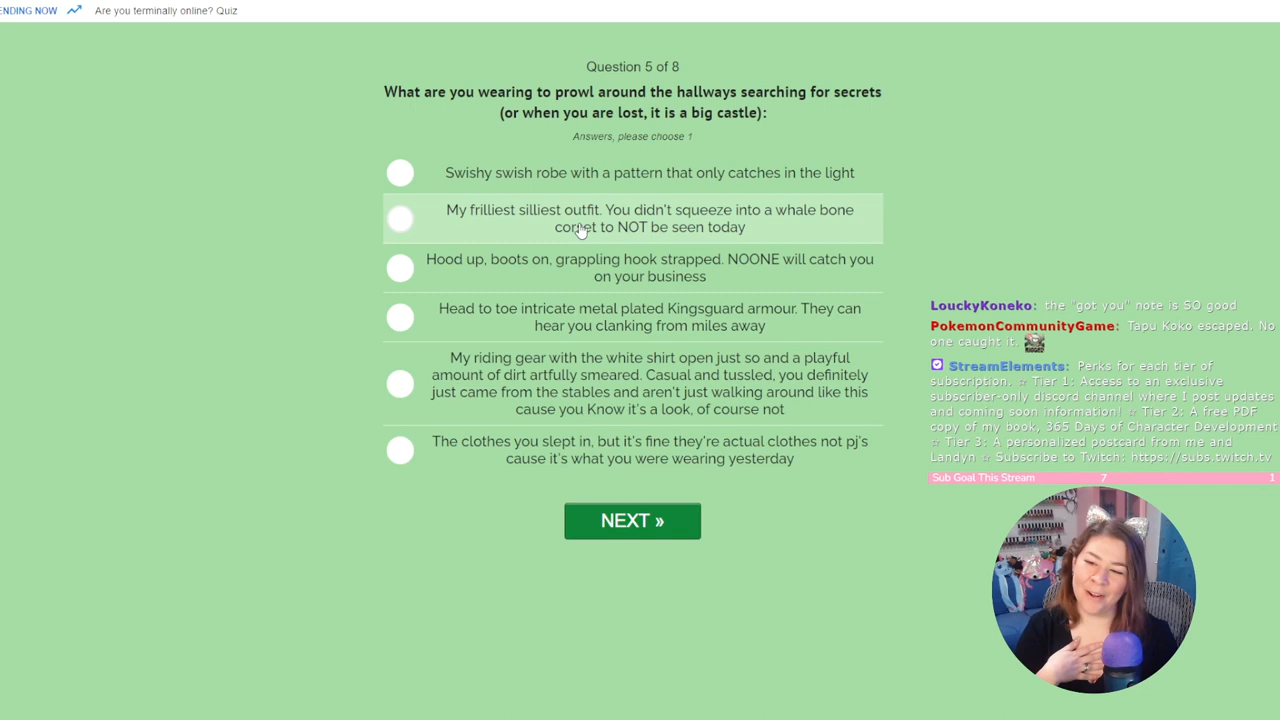 ENDING NOW
Are you terminally online? Quiz
Question 5 of 8
What are you wearing to prowl around the hallways searching for secrets
(or when you are lost, it is a big castle):
Answers, please choose 1
Swishy swish robe with a pattern that only catches in the light
My frilliest silliest outfit. You didn't squeeze into a whale bone
corset to NOT be seen today
Hood up, boots on, grappling hook strapped. NOONE will catch you
on your business
Head to toe intricate metal plated Kingsguard armour. They can
hear you clanking from miles away
My riding gear with the white shirt open just so and a playful
amount of dirt artfully smeared. Casual and tussled, you definitely
just came from the stables and aren't just walking around like this
cause you Know it's a look, of course not
The clothes you slept in, but it's fine they're actual clothes not pj's
cause it's what you were wearing yesterday
NEXT »
LouckyKoneko: the "got you" note is SO good
PokemonCommunityGame: Tapu Koko escaped. No
one caught it.
StreamElements: Perks for each tier of
subscription. ☆ Tier 1: Access to an exclusive
subscriber-only discord channel where I post updates
and coming soon information! ☆ Tier 2: A free PDF
copy of my book, 365 Days of Character Development
☆ Tier 3: A personalized postcard from me and
Landyn ☆ Subscribe to Twitch: https://subs.twitch.tv
Sub Goal This Stream 7 1